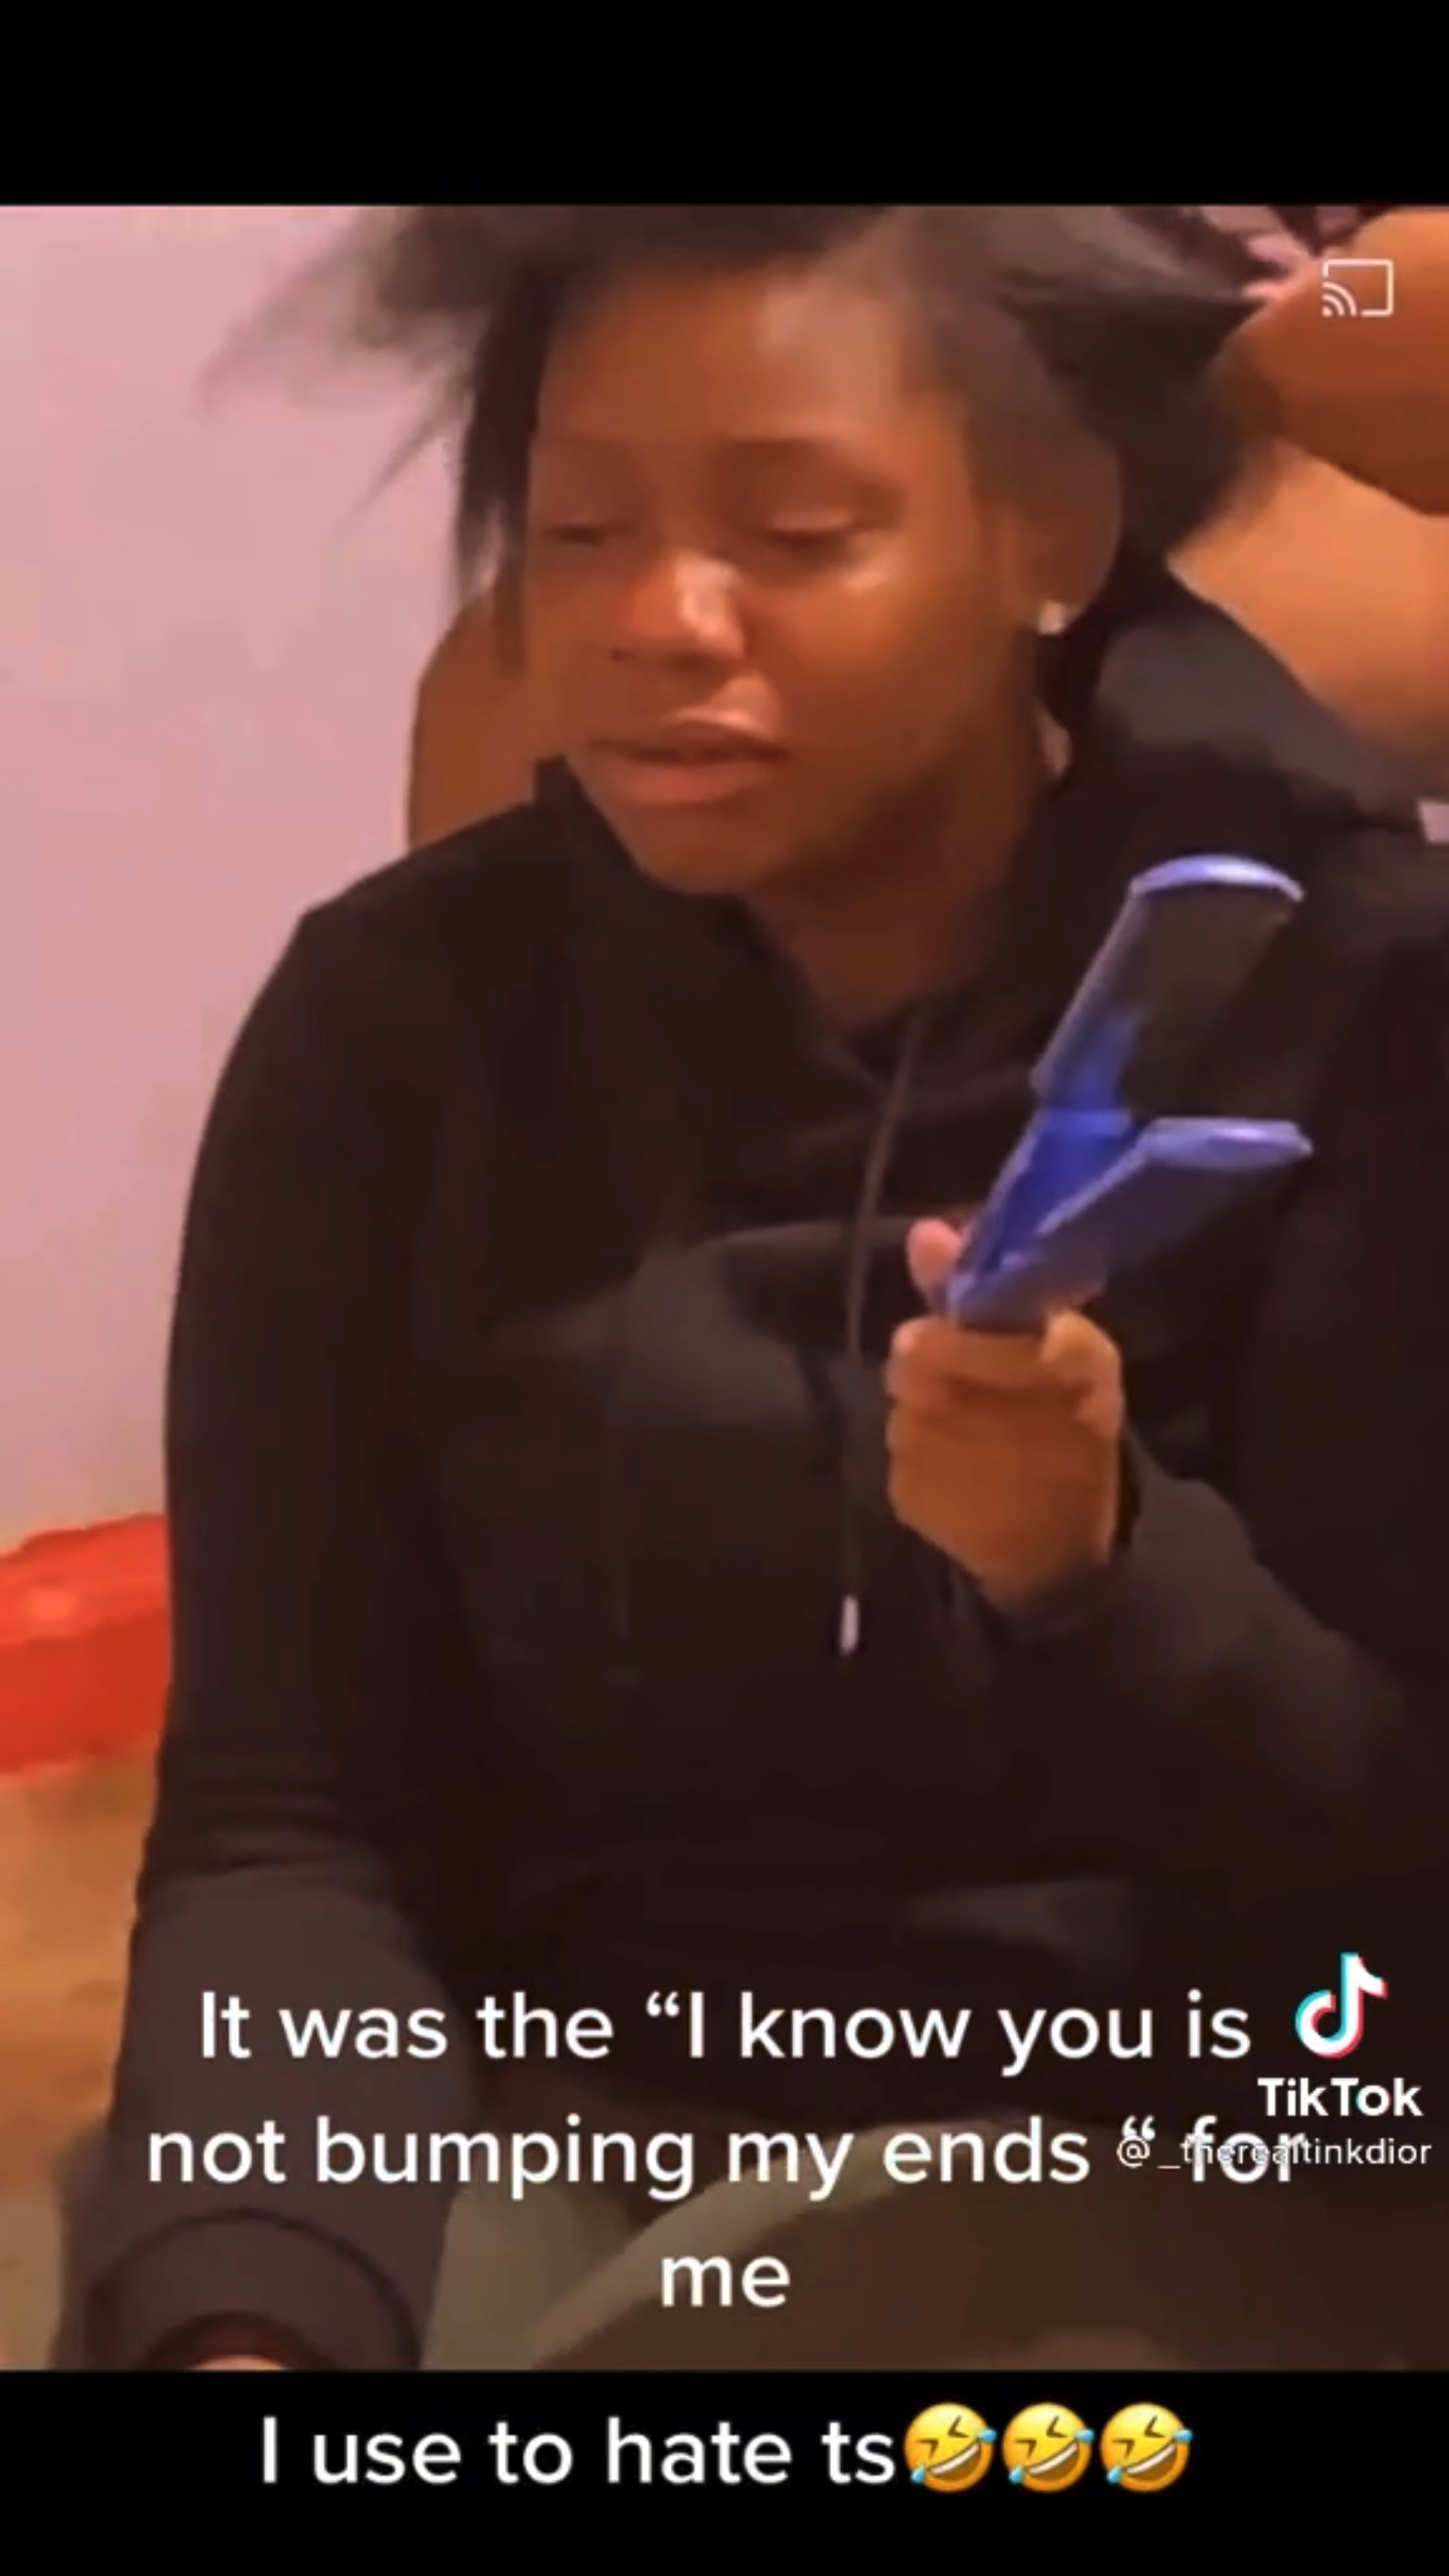 It was the “I know you is
not bumping my ends “ for
me
TikTok
@_therealtinkdior
I use to hate ts🤣🤣🤣